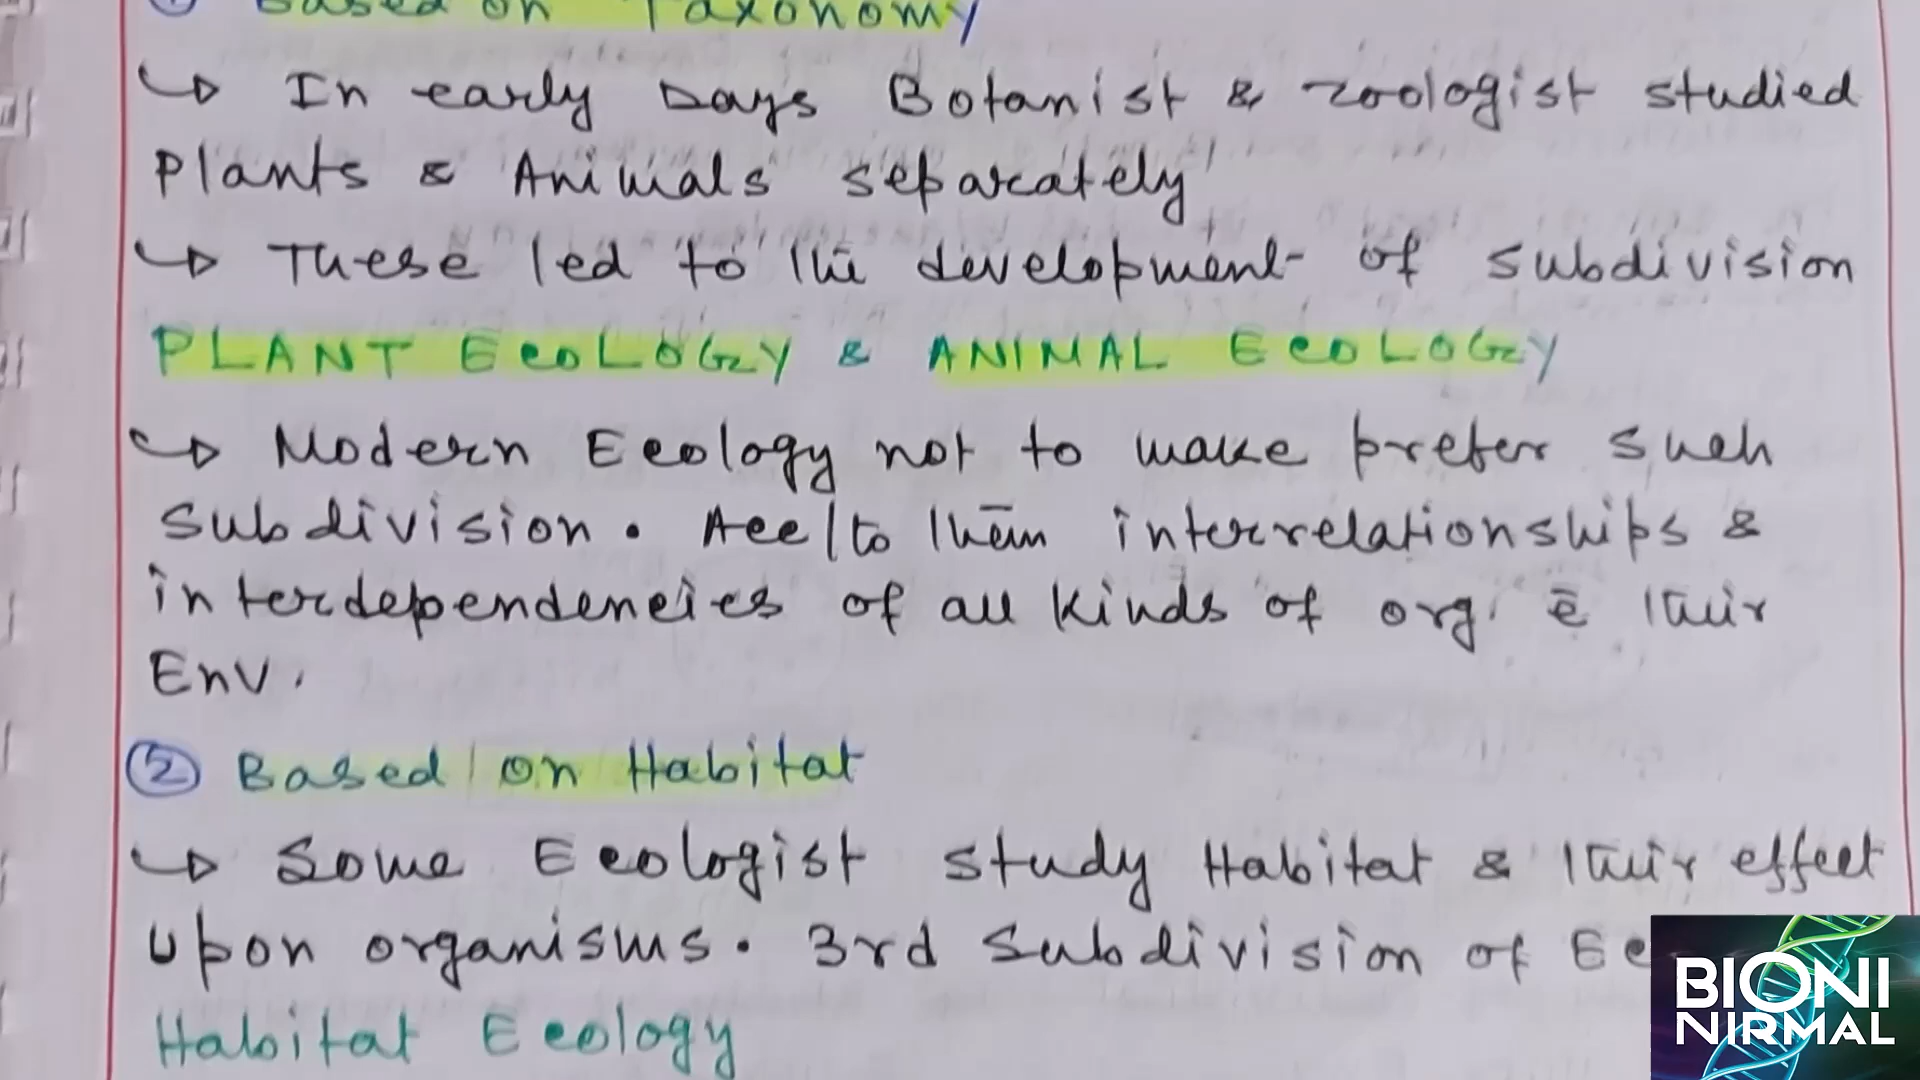 ① Based on Taxonomy
↳ In early Days Botanist & zoologist studied
Plants & Animals separately
↳ These led to the development of subdivision
PLANT ECOLOGY & ANIMAL ECOLOGY
↳ Modern Ecology not to make prefer such
subdivision. Acc/to them interrelationships &
interdependencies of all kinds of org. c̄ their
Env.
② Based on Habitat
↳ Some Ecologist study Habitat & their effect
upon organisms. 3rd Subdivision of Ec
Habitat Ecology
BIONI
NIRMAL